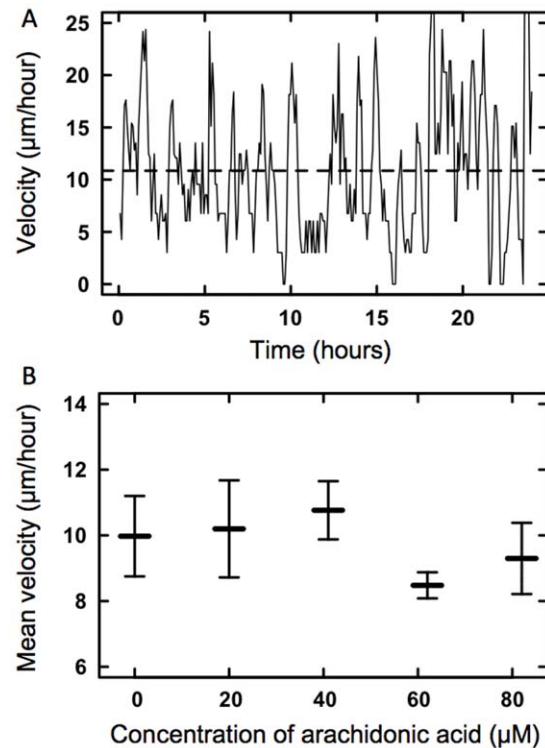 A
25
20
15
10
5
0
Velocity (µm/hour)
0 5 10 15 20
Time (hours)
B
14
12
10
8
6
Mean velocity (µm/hour)
0 20 40 60 80
Concentration of arachidonic acid (µM)